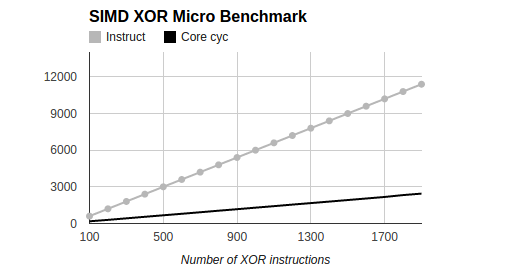 SIMD XOR Micro Benchmark
Instruct Core cyc
12000
9000
6000
3000
0
100 500 900 1300 1700
Number of XOR instructions